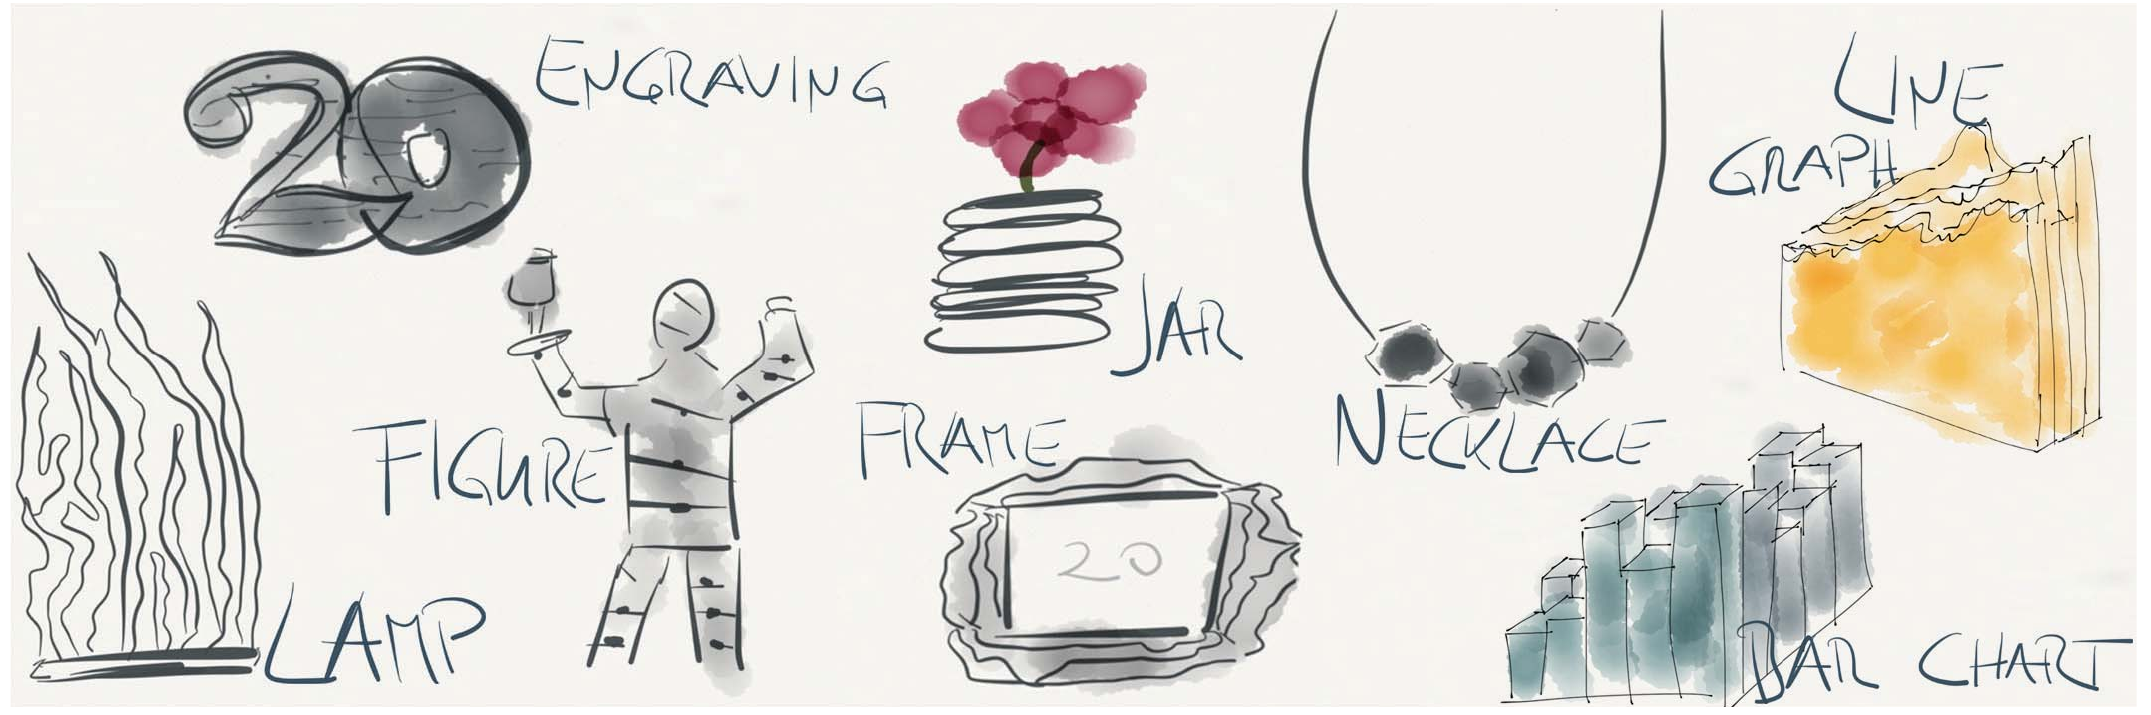 20
ENGRAVING
LINE
GRAPH
JAR
FIGURE
FRAME
NECKLACE
20
LAMP
BAR CHART